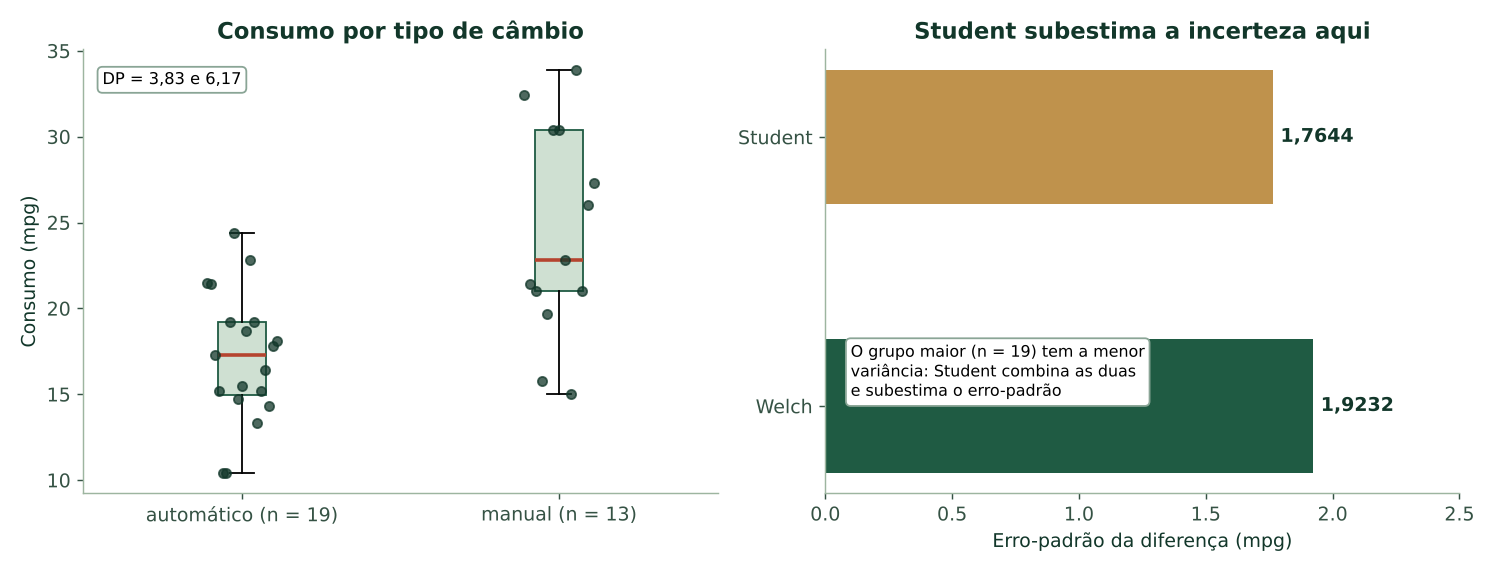 Consumo por tipo de câmbio
Consumo (mpg)
35
30
25
20
15
10
DP = 3,83 e 6,17
automático (n = 19)
manual (n = 13)
Student subestima a incerteza aqui
Student
1,7644
Welch
O grupo maior (n = 19) tem a menor
variância: Student combina as duas
e subestima o erro-padrão
1,9232
0.0
0.5
1.0
1.5
2.0
2.5
Erro-padrão da diferença (mpg)